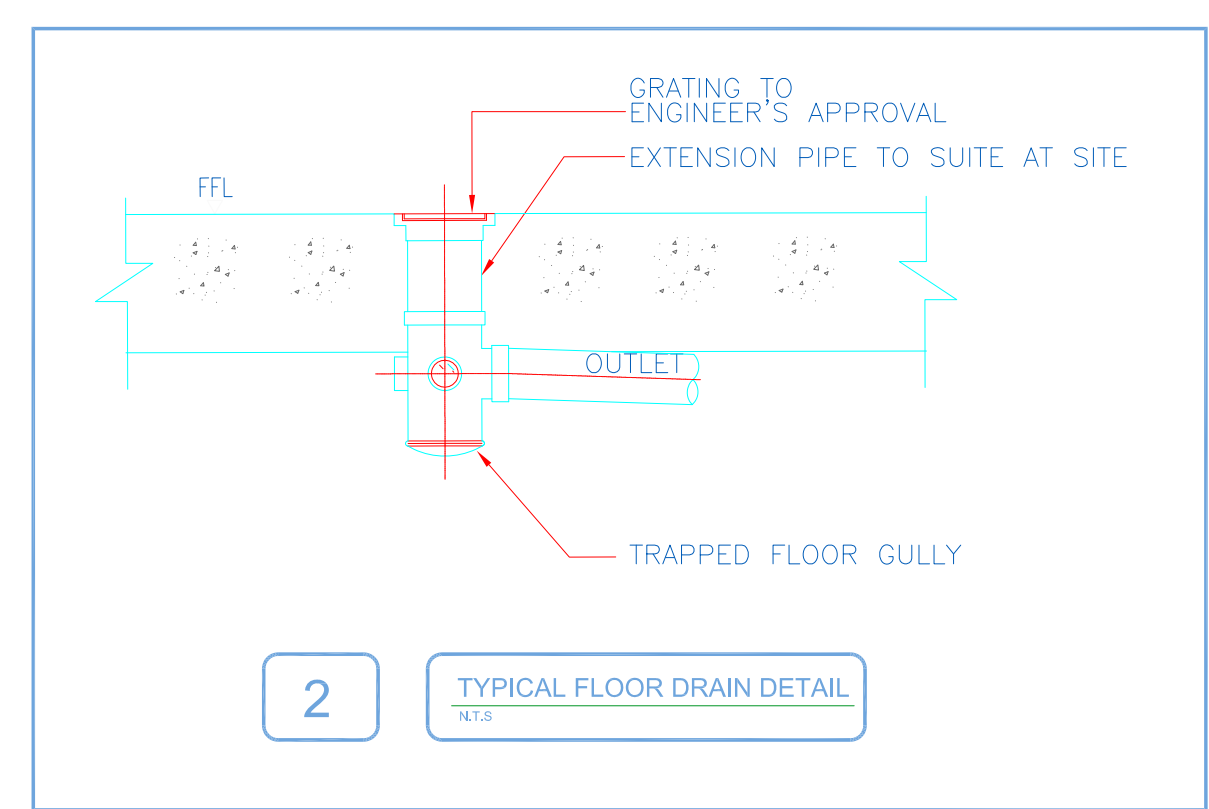 GRATING TO
ENGINEER'S APPROVAL
EXTENSION PIPE TO SUITE AT SITE
FFL
OUTLET
TRAPPED FLOOR GULLY
2
TYPICAL FLOOR DRAIN DETAIL
N.T.S